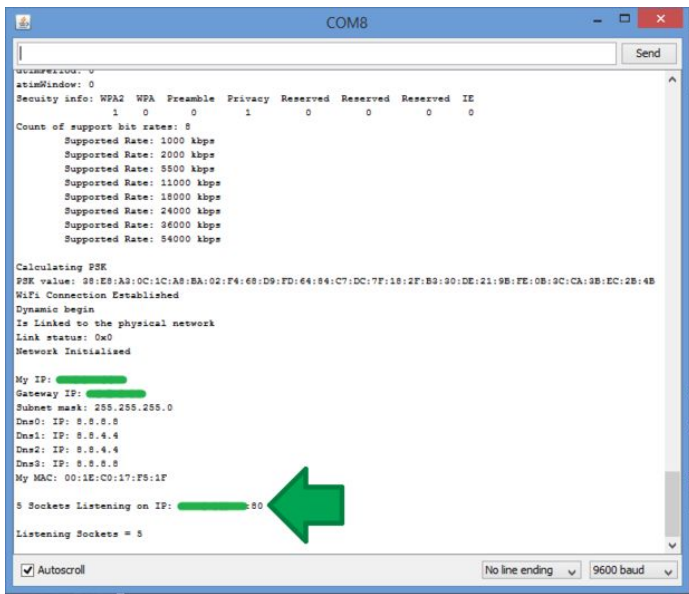 COM8
Send
atimWindow: 0
Secuity info: WPA2 WPA Preamble Privacy Reserved Reserved Reserved IE
1 0 0 1 0 0 0 0
Count of support bit rates: 8
Supported Rate: 1000 kbps
Supported Rate: 2000 kbps
Supported Rate: 5500 kbps
Supported Rate: 11000 kbps
Supported Rate: 18000 kbps
Supported Rate: 24000 kbps
Supported Rate: 36000 kbps
Supported Rate: 54000 kbps
Calculating PSK
PSK value: 38:E8:A3:0C:1C:A8:BA:02:F4:68:D9:FD:64:84:C7:DC:7F:18:2F:B3:30:DE:21:9B:FE:0B:3C:CA:3B:EC:2B:4B
WiFi Connection Established
Dynamic begin
Is Linked to the physical network
Link status: 0x0
Network Initialized
My IP:
Gateway IP:
Subnet mask: 255.255.255.0
Dns0: IP: 8.8.8.8
Dns1: IP: 8.8.4.4
Dns2: IP: 8.8.4.4
Dns3: IP: 8.8.8.8
My MAC: 00:1E:C0:17:F5:1F
5 Sockets Listening on IP: :80
Listening Sockets = 5
Autoscroll
No line ending
9600 baud